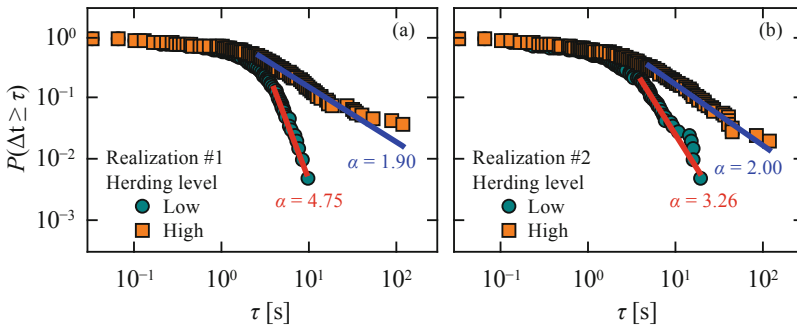 (a)
(b)
P(Δt ≥ τ)
10⁰
10⁻¹
10⁻²
10⁻³
Realization #1
Herding level
Low
High
α = 1.90
α = 4.75
Realization #2
Herding level
Low
High
α = 2.00
α = 3.26
10⁻¹ 10⁰ 10¹ 10²
10⁻¹ 10⁰ 10¹ 10²
τ [s]
τ [s]